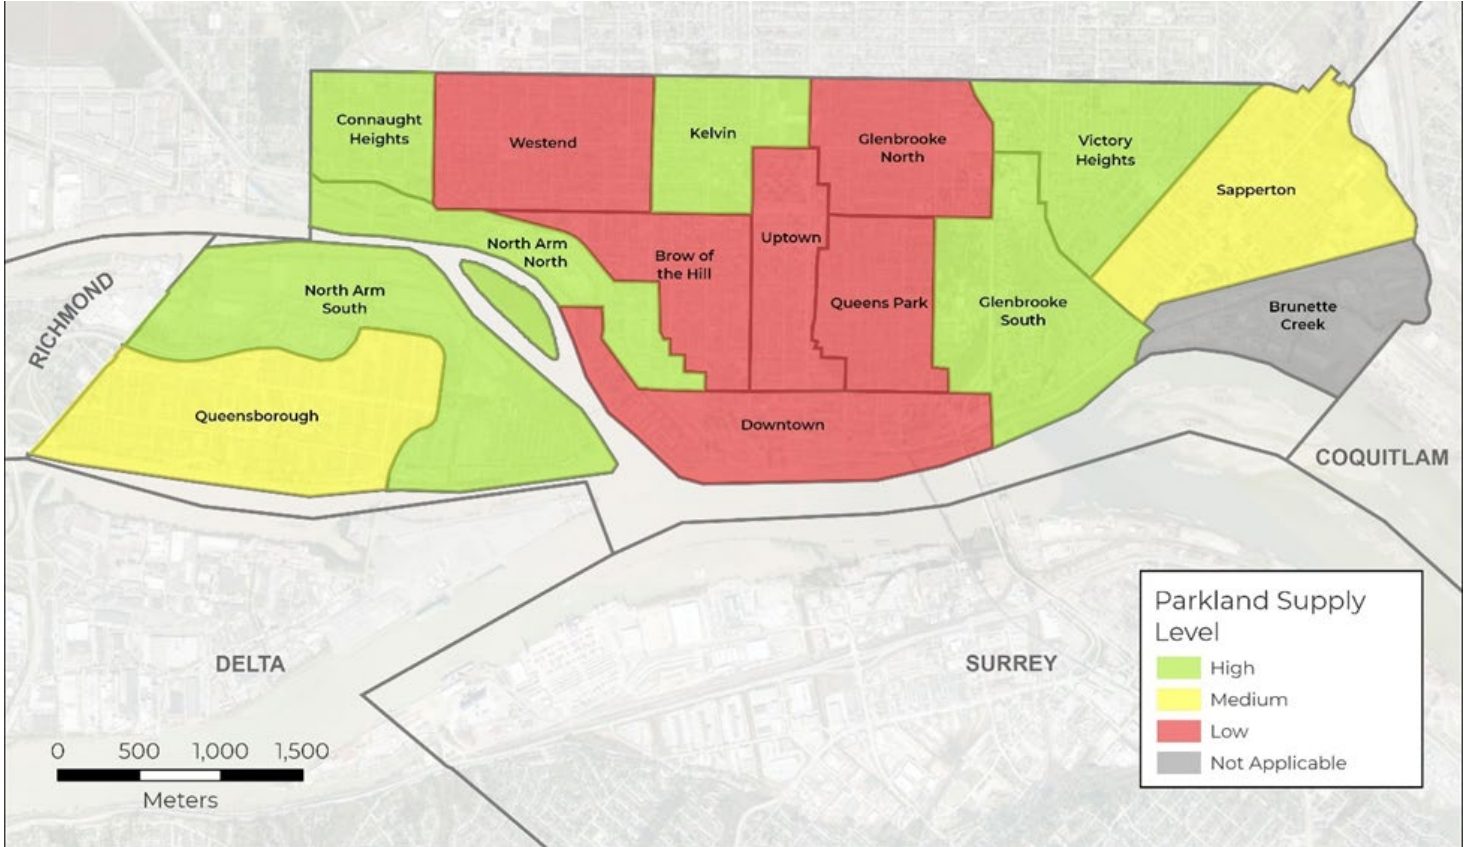 Connaught
Heights
Westend
Kelvin
Glenbrooke
North
Victory
Heights
Sapperton
North Arm
North
Brow of
the Hill
Uptown
Queens Park
Glenbrooke
South
Brunette
Creek
RICHMOND
North Arm
South
Queensborough
Downtown
COQUITLAM
DELTA
SURREY
Parkland Supply
Level
High
Medium
Low
Not Applicable
0 500 1,000 1,500
Meters